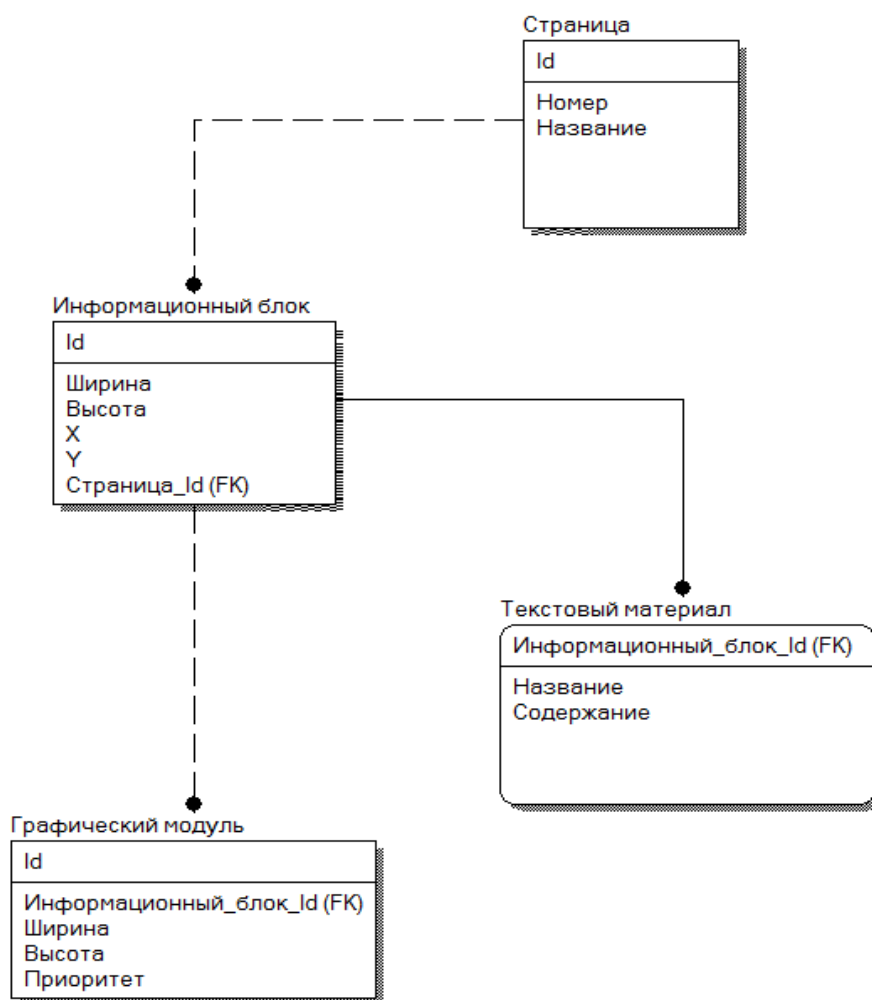 Страница
Id
Номер
Название
Информационный блок
Id
Ширина
Высота
X
Y
Страница_Id (FK)
Текстовый материал
Информационный_блок_Id (FK)
Название
Содержание
Графический модуль
Id
Информационный_блок_Id (FK)
Ширина
Высота
Приоритет